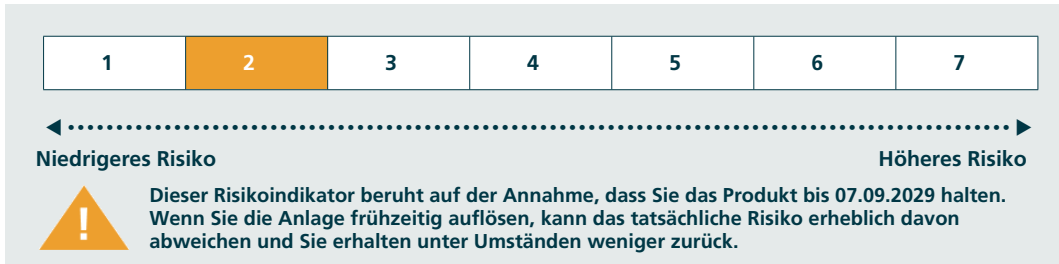 1 2 3 4 5 6 7
Niedrigeres Risiko Höheres Risiko
!
Dieser Risikoindikator beruht auf der Annahme, dass Sie das Produkt bis 07.09.2029 halten.
Wenn Sie die Anlage frühzeitig auflösen, kann das tatsächliche Risiko erheblich davon
abweichen und Sie erhalten unter Umständen weniger zurück.